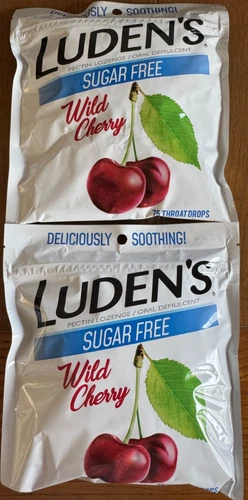 DELICIOUSLY • SOOTHING!
LUDEN'S®
PECTIN LOZENGE / ORAL DEMULCENT
SUGAR FREE
Wild
Cherry
75 THROAT DROPS
DELICIOUSLY • SOOTHING!
LUDEN'S®
PECTIN LOZENGE / ORAL DEMULCENT
SUGAR FREE
Wild
Cherry